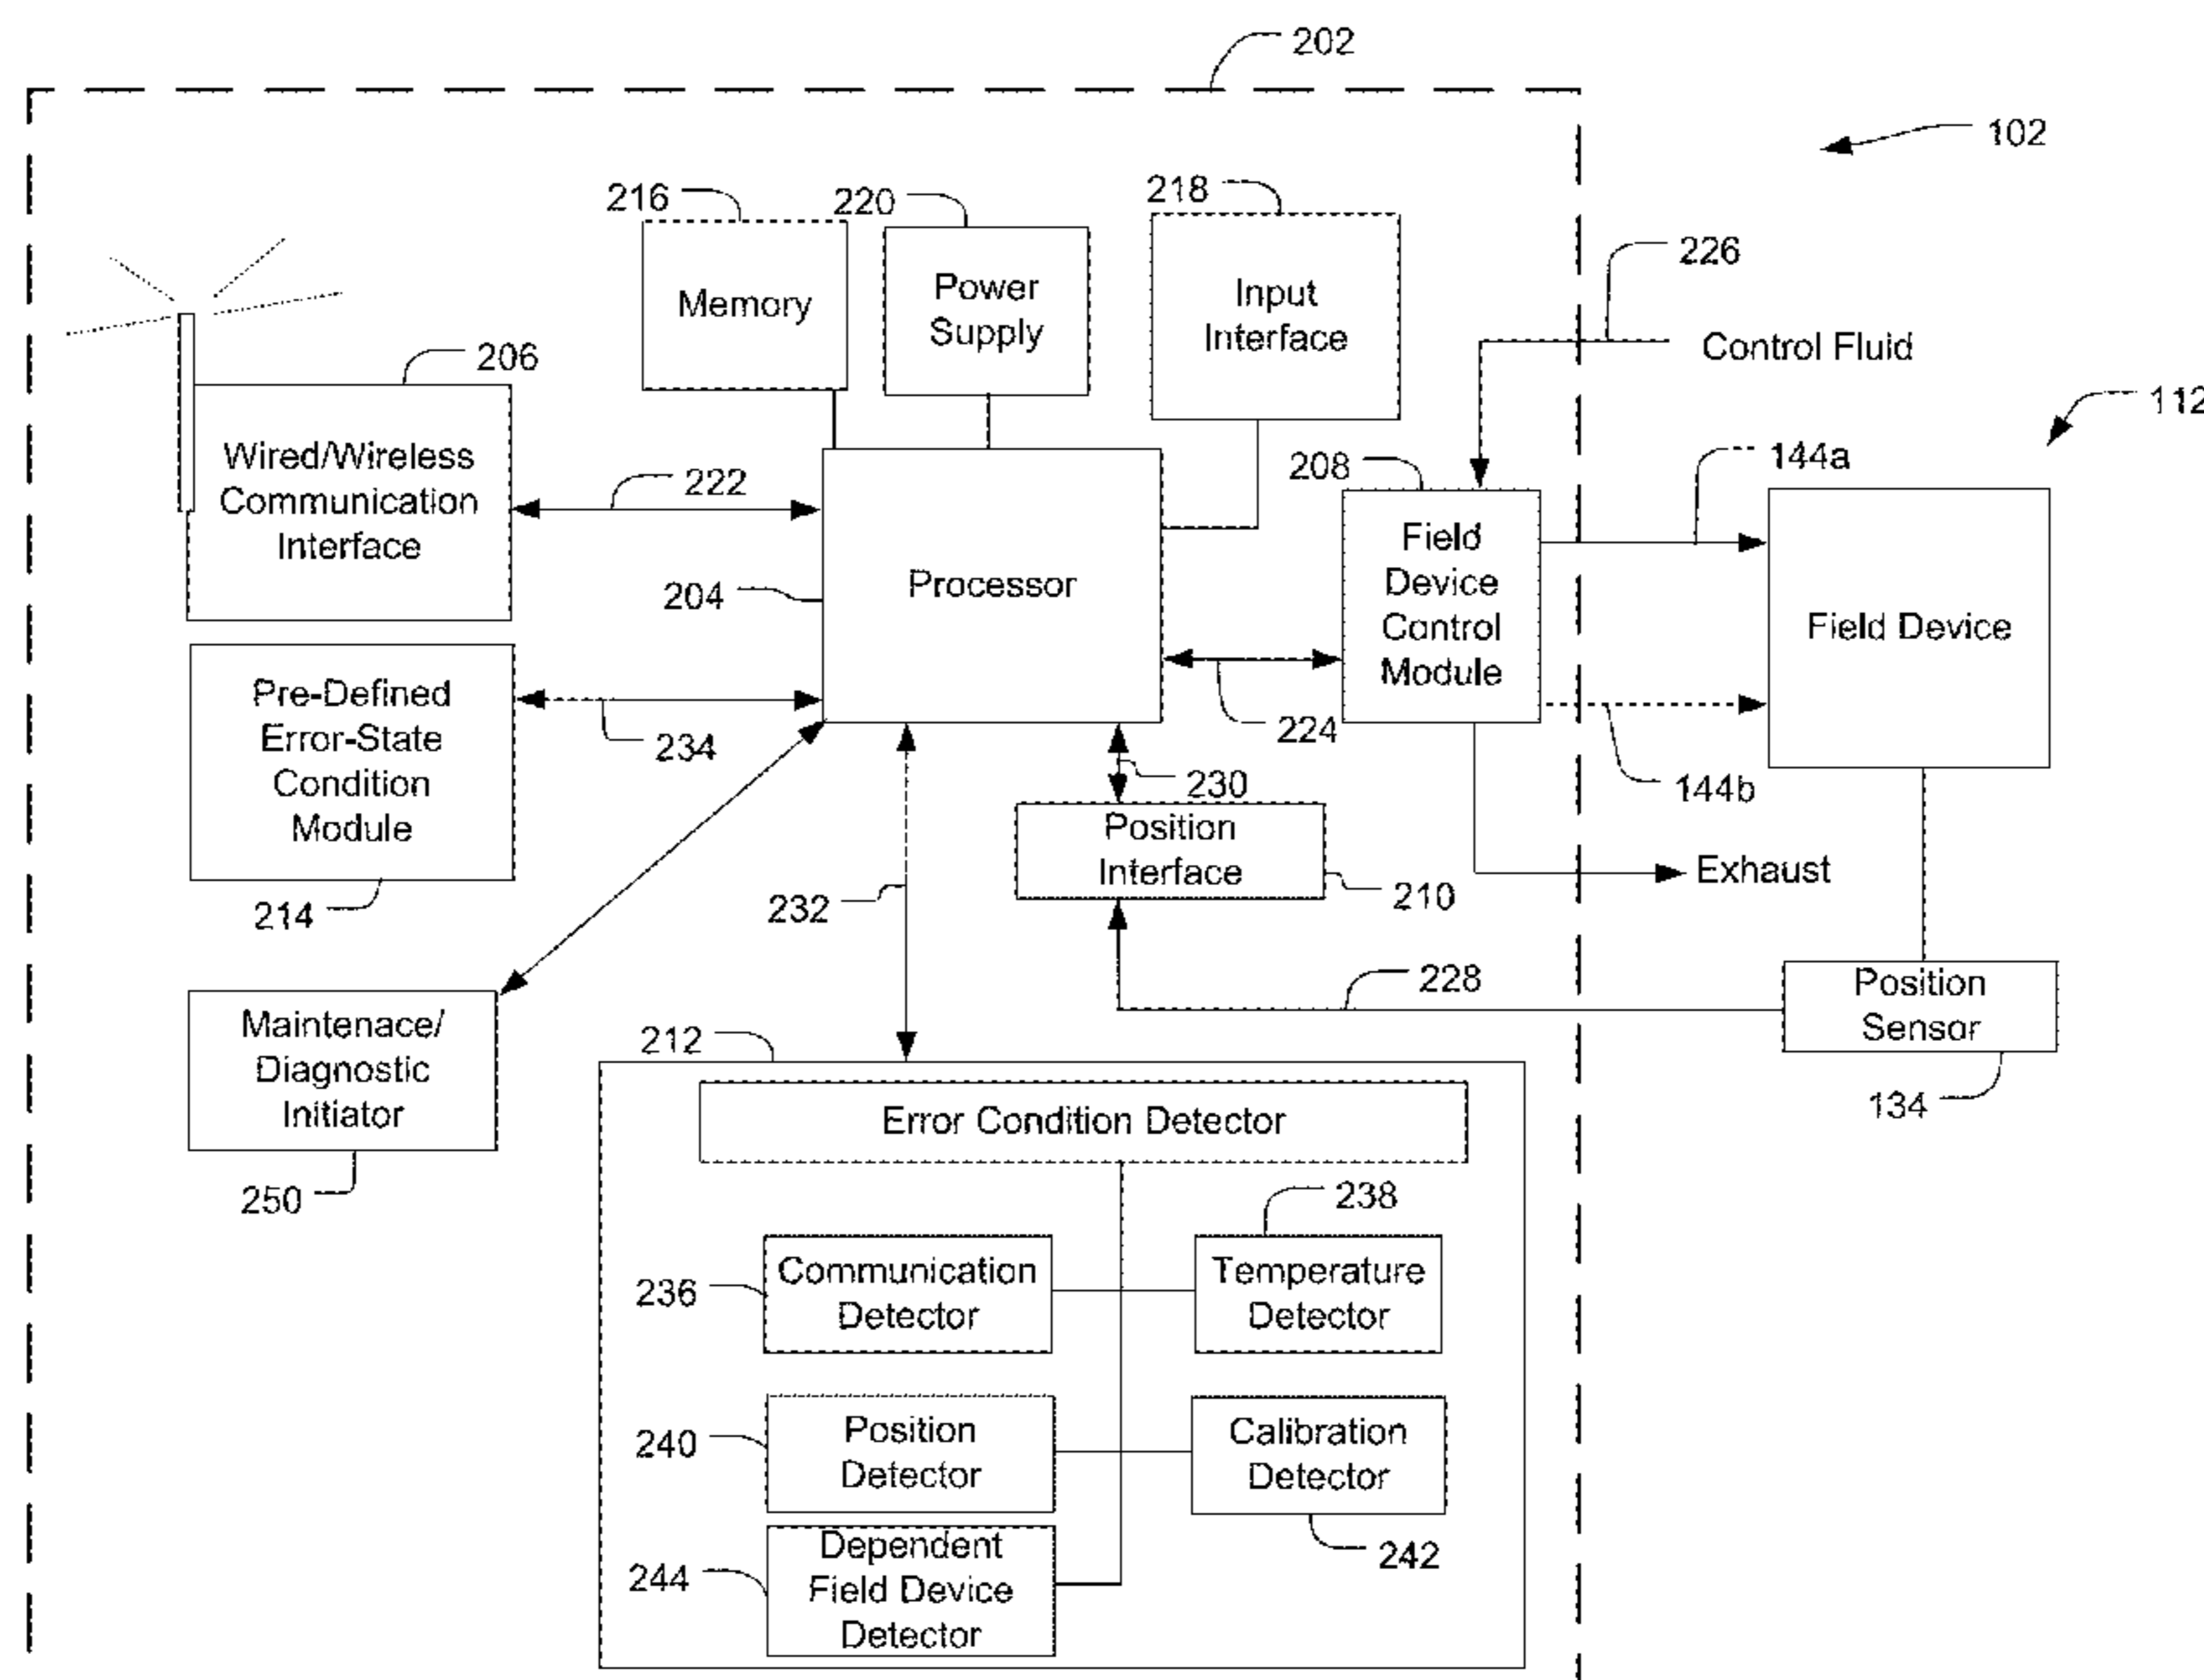 202
102
216
220
218
226
Memory
Power
Supply
Input
Interface
Control Fluid
206
112
Wired/Wireless
Communication
Interface
222
208
144a
Field
Device
Control
Module
204
Processor
Field Device
Pre-Defined
Error-State
Condition
Module
234
224
230
144b
Position
Interface
210
Exhaust
214
232
228
Position
Sensor
134
Maintenace/
Diagnostic
Initiator
250
212
Error Condition Detector
238
236
Communication
Detector
Temperature
Detector
240
Position
Detector
Calibration
Detector
242
244
Dependent
Field Device
Detector